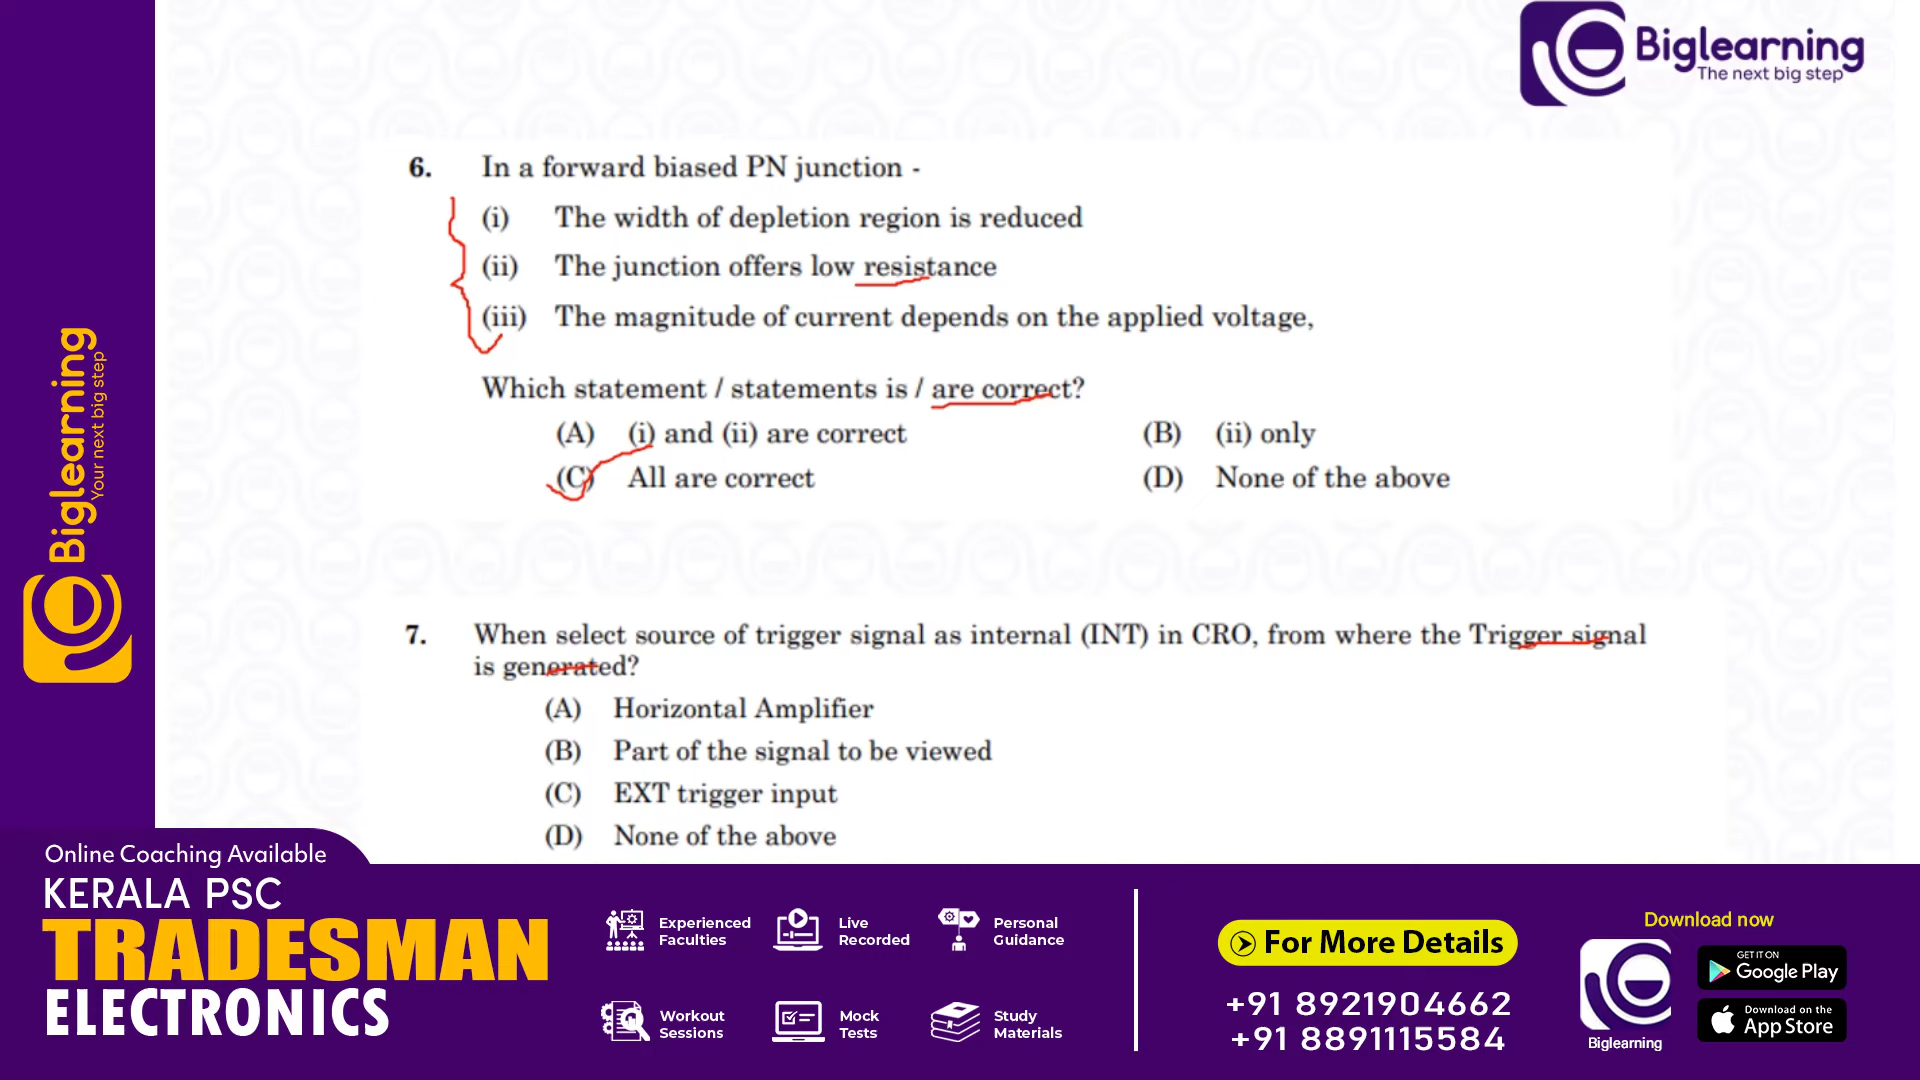 Biglearning
The next big step
6. In a forward biased PN junction -
(i) The width of depletion region is reduced
(ii) The junction offers low resistance
(iii) The magnitude of current depends on the applied voltage,
Which statement / statements is / are correct?
(A) (i) and (ii) are correct (B) (ii) only
(C) All are correct (D) None of the above
7. When select source of trigger signal as internal (INT) in CRO, from where the Trigger signal
is generated?
(A) Horizontal Amplifier
(B) Part of the signal to be viewed
(C) EXT trigger input
(D) None of the above
Biglearning
Your next big step
Online Coaching Available
KERALA PSC
TRADESMAN
ELECTRONICS
Experienced
Faculties
Live
Recorded
Personal
Guidance
Workout
Sessions
Mock
Tests
Study
Materials
For More Details
+91 8921904662
+91 8891115584
Download now
Biglearning
GET IT ON
Google Play
Download on the
App Store